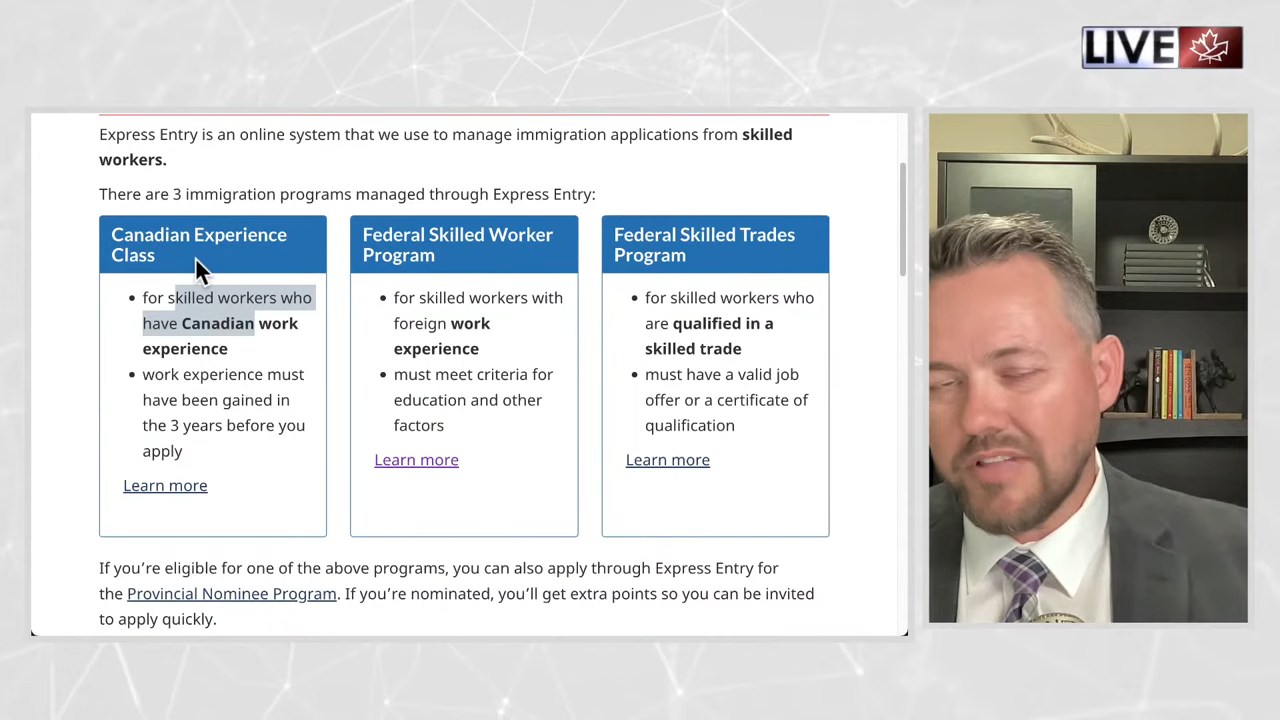 LIVE
Express Entry is an online system that we use to manage immigration applications from skilled
workers.
There are 3 immigration programs managed through Express Entry:
Canadian Experience
Class
for skilled workers who
have Canadian work
experience
work experience must
have been gained in
the 3 years before you
apply
Learn more
Federal Skilled Worker
Program
for skilled workers with
foreign work
experience
must meet criteria for
education and other
factors
Learn more
Federal Skilled Trades
Program
for skilled workers who
are qualified in a
skilled trade
must have a valid job
offer or a certificate of
qualification
Learn more
If you’re eligible for one of the above programs, you can also apply through Express Entry for
the Provincial Nominee Program. If you’re nominated, you’ll get extra points so you can be invited
to apply quickly.